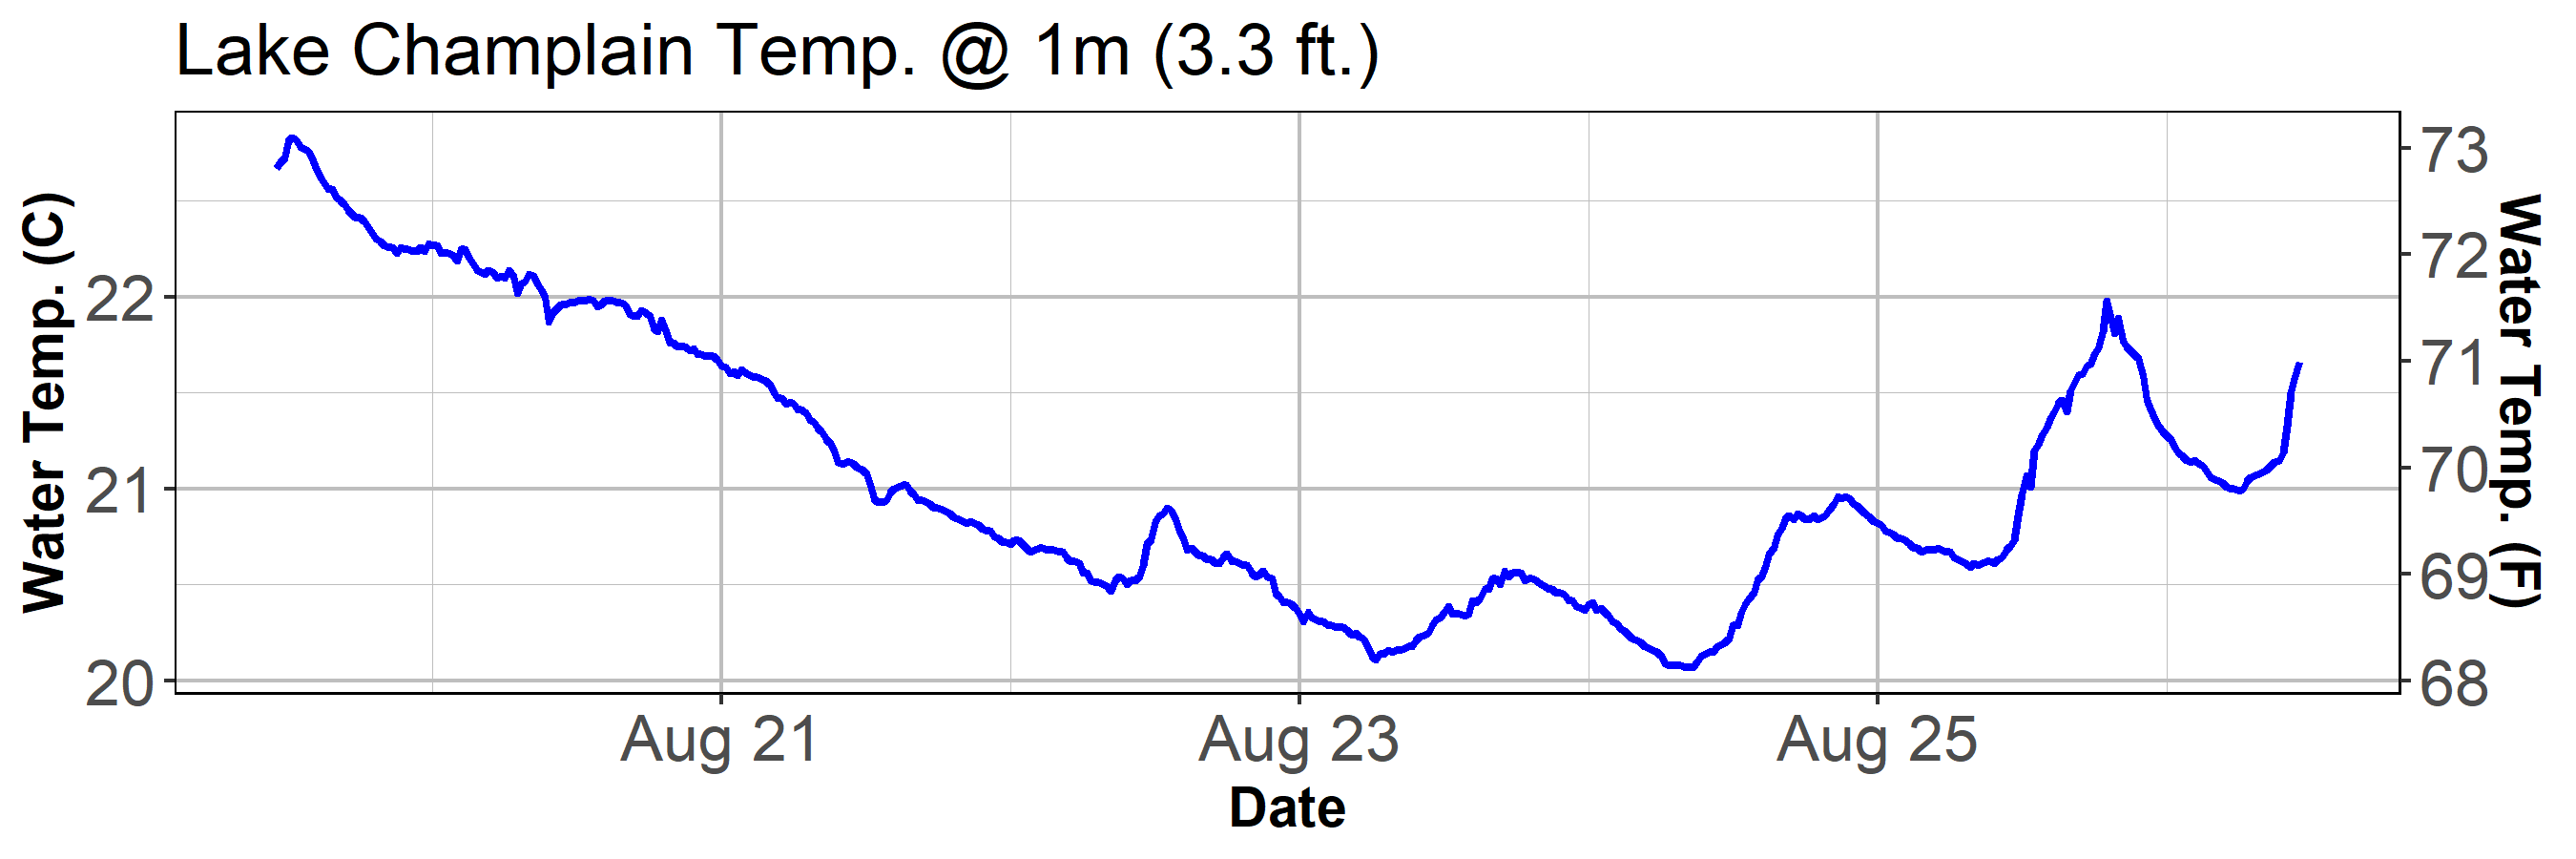 Lake Champlain Temp. @ 1m (3.3 ft.)
Water Temp. (C)
22
21
20
73
72
71
70
69
68
Water Temp. (F)
Aug 21 Aug 23 Aug 25
Date